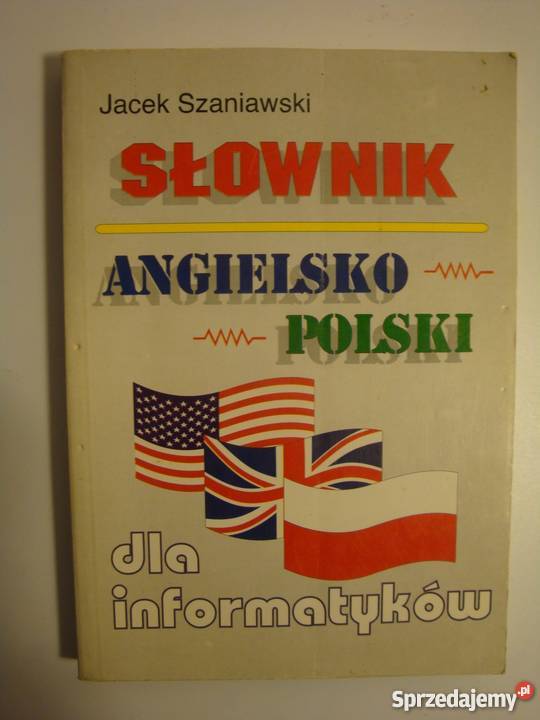 Jacek Szaniawski
SŁOWNIK
ANGIELSKO
POLSKI
dla
informatyków
Sprzedajemy.pl